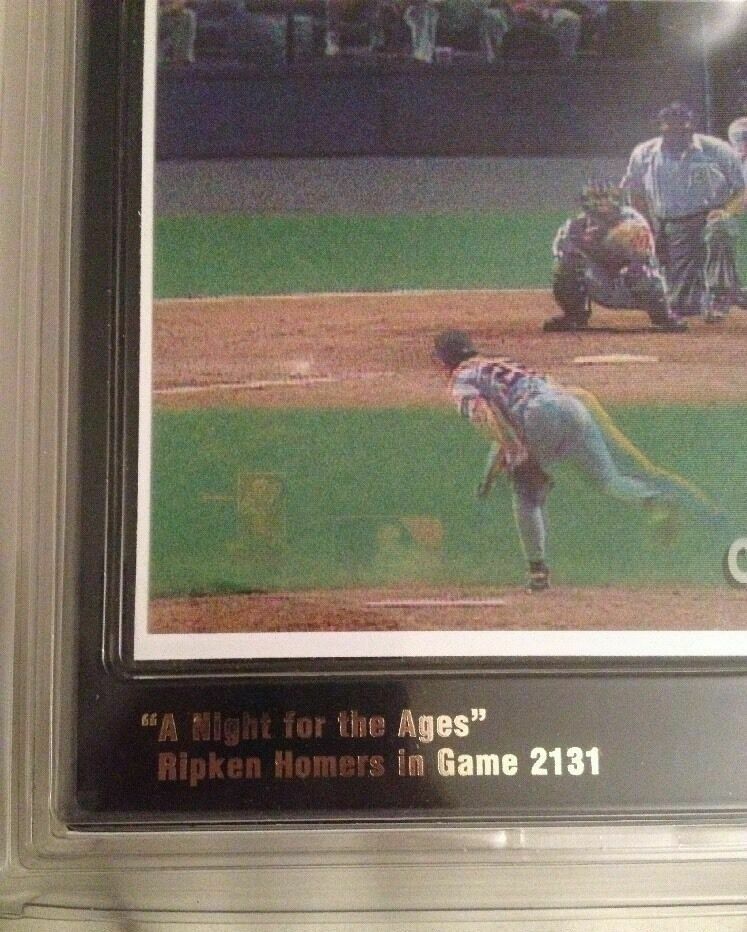 “A Night for the Ages”
Ripken Homers in Game 2131